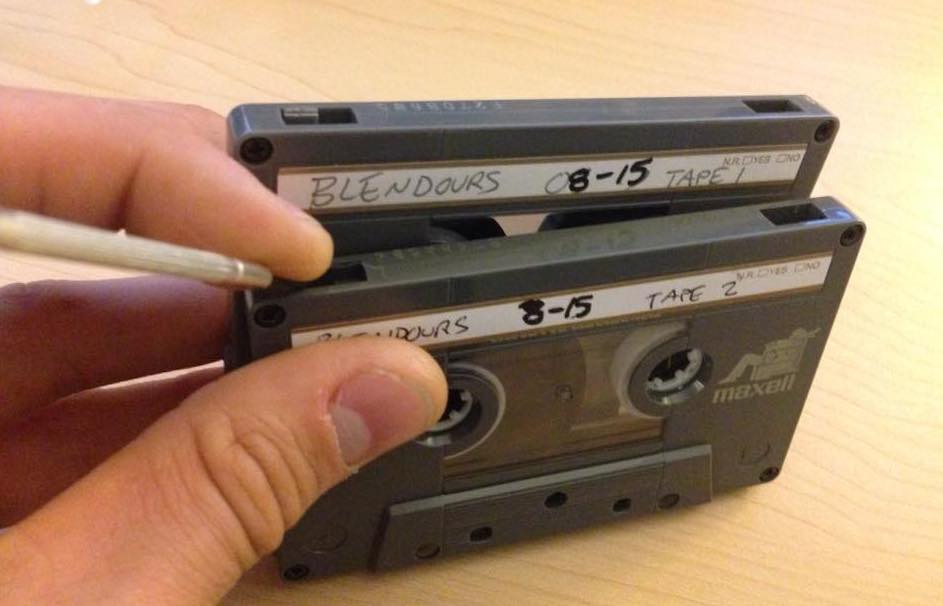 N.R. ☐YES ☐NO
BLENDOURS 08-15 TAPE 1
N.R. ☐YES ☐NO
BLENDOURS 8-15 TAPE 2
maxell